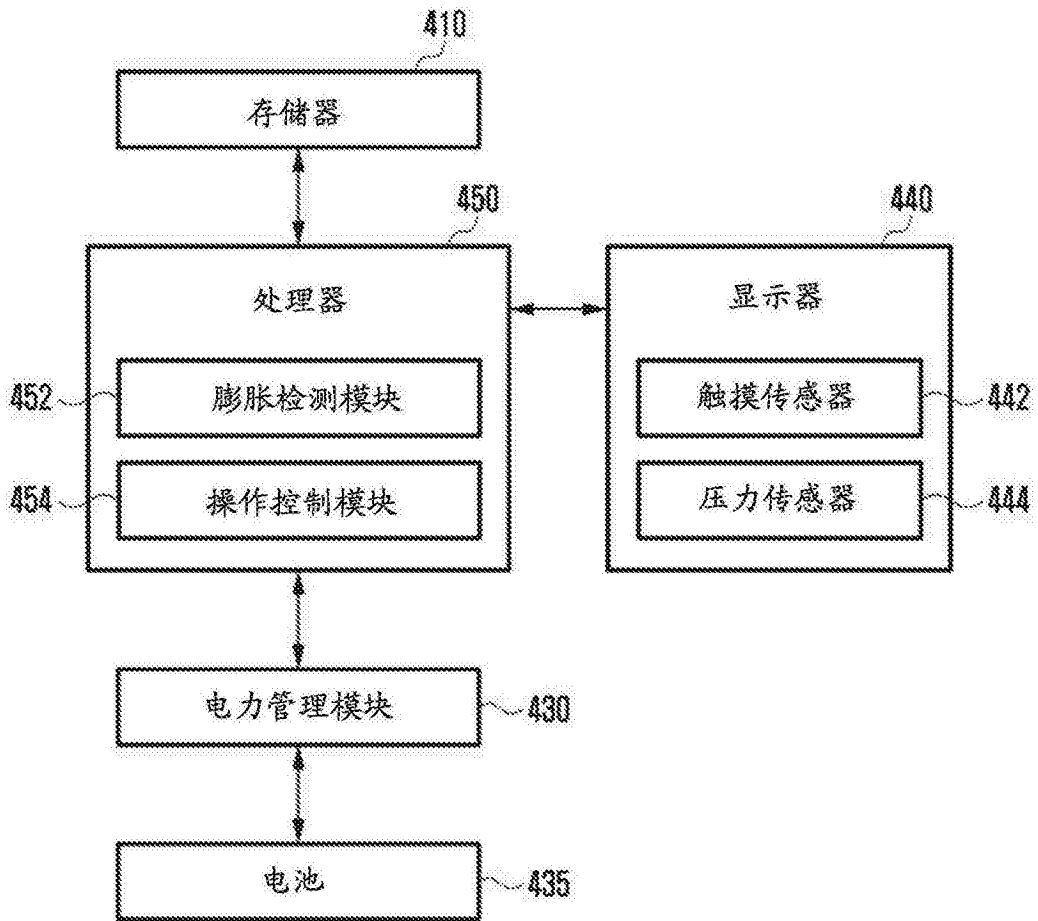 410
存储器
450
处理器
452
膨胀检测模块
454
操作控制模块
440
显示器
触摸传感器
442
压力传感器
444
电力管理模块
430
电池
435